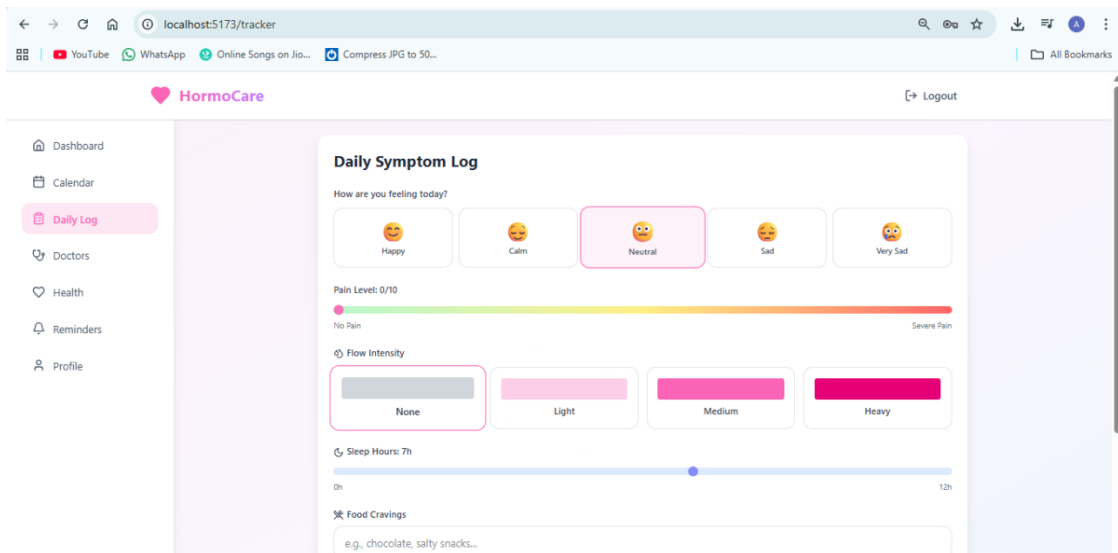 localhost:5173/tracker
A
YouTube WhatsApp Online Songs on Jio... Compress JPG to 50... All Bookmarks
HormoCare
Logout
Dashboard
Calendar
Daily Log
Doctors
Health
Reminders
Profile
Daily Symptom Log
How are you feeling today?
Happy Calm Neutral Sad Very Sad
Pain Level: 0/10
No Pain Severe Pain
Flow Intensity
None Light Medium Heavy
Sleep Hours: 7h
0h 12h
Food Cravings
e.g., chocolate, salty snacks...